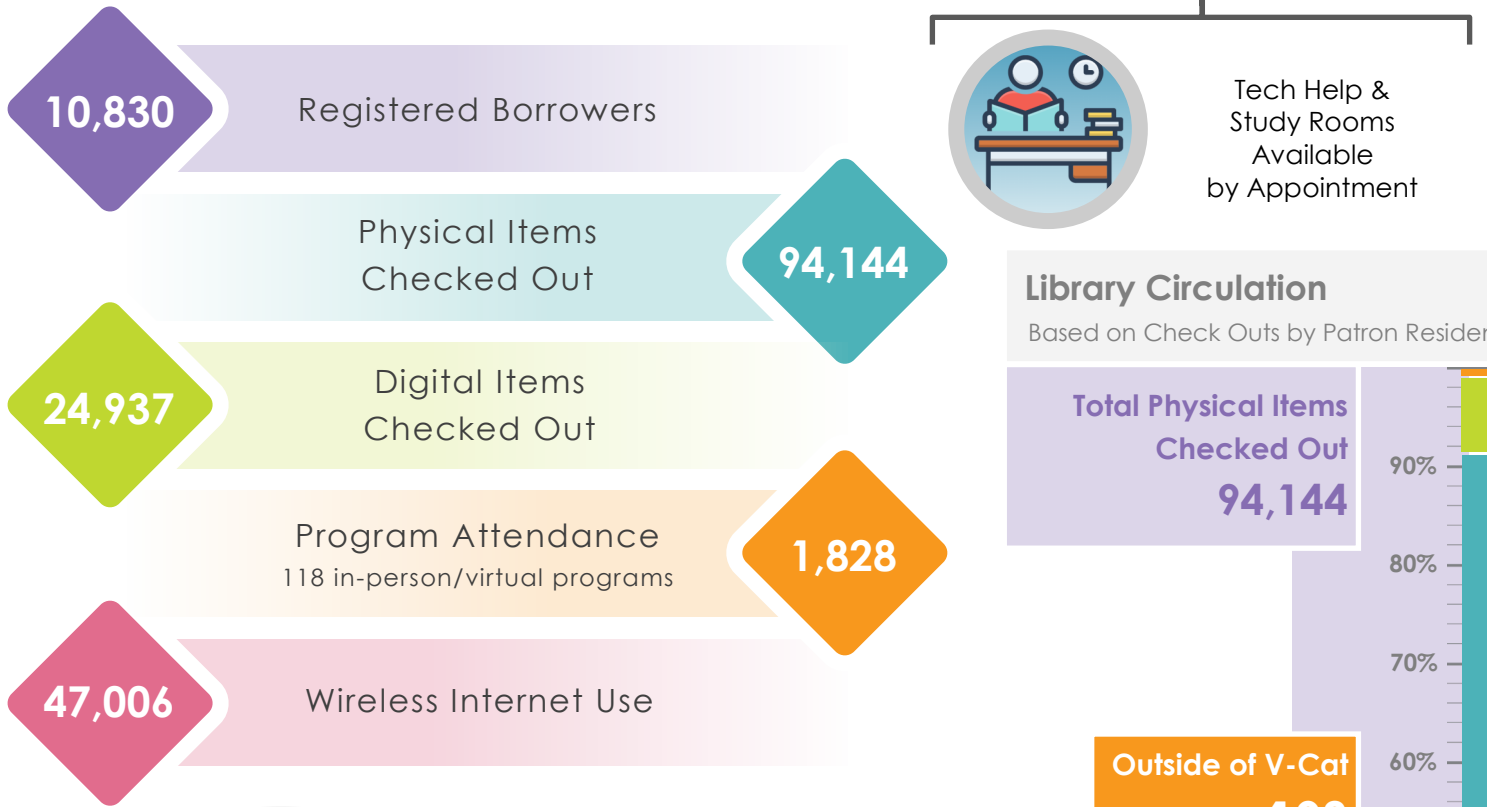 10,830
Registered Borrowers
Physical Items
Checked Out
94,144
24,937
Digital Items
Checked Out
Program Attendance
118 in-person/virtual programs
1,828
47,006
Wireless Internet Use
Tech Help &
Study Rooms
Available
by Appointment
Library Circulation
Based on Check Outs by Patron
Total Physical Items
Checked Out
94,144
90%
80%
70%
60%
Outside of V-Cat